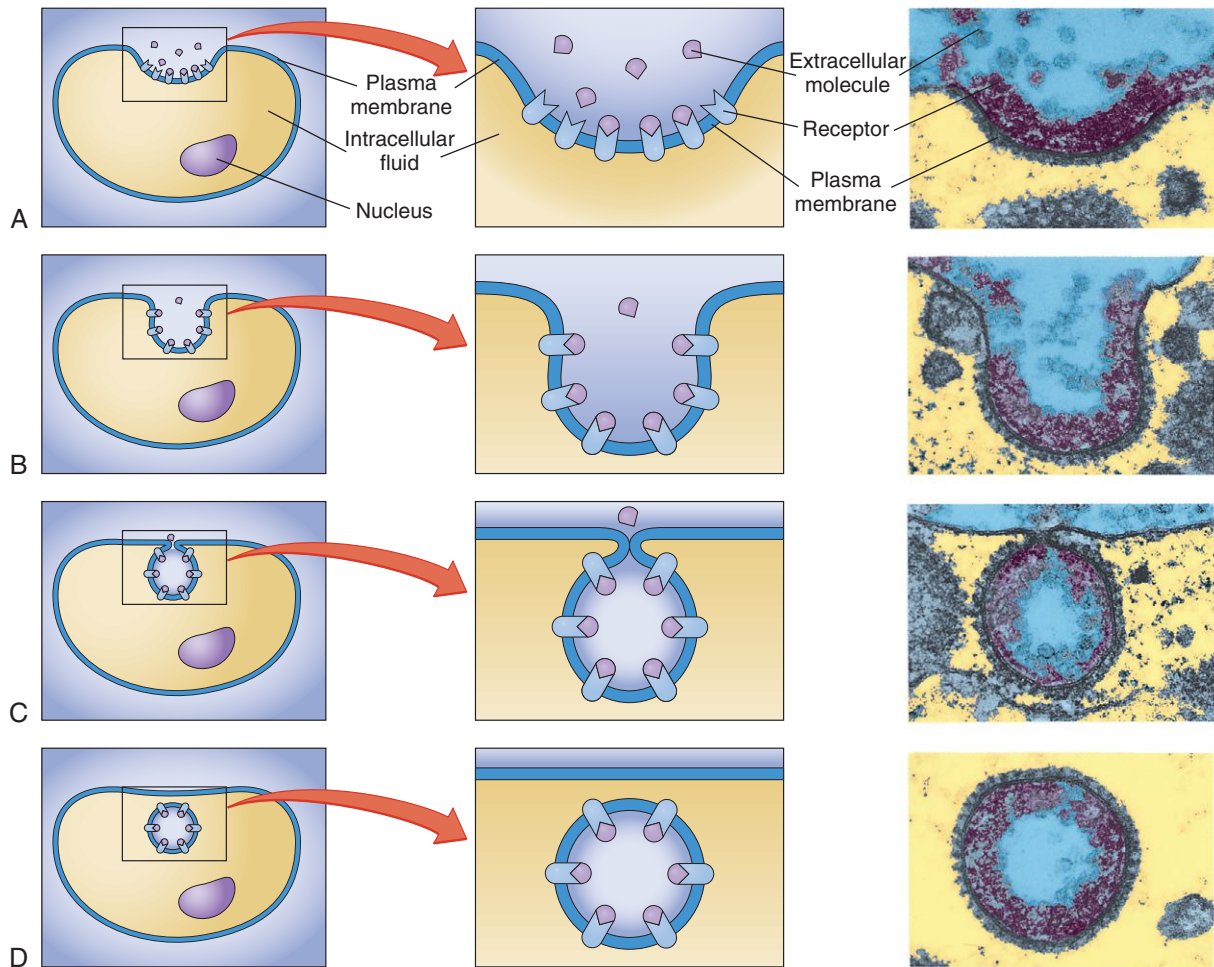 Plasma
membrane
Intracellular
fluid
Nucleus
Extracellular
molecule
Receptor
Plasma
membrane
A
B
C
D